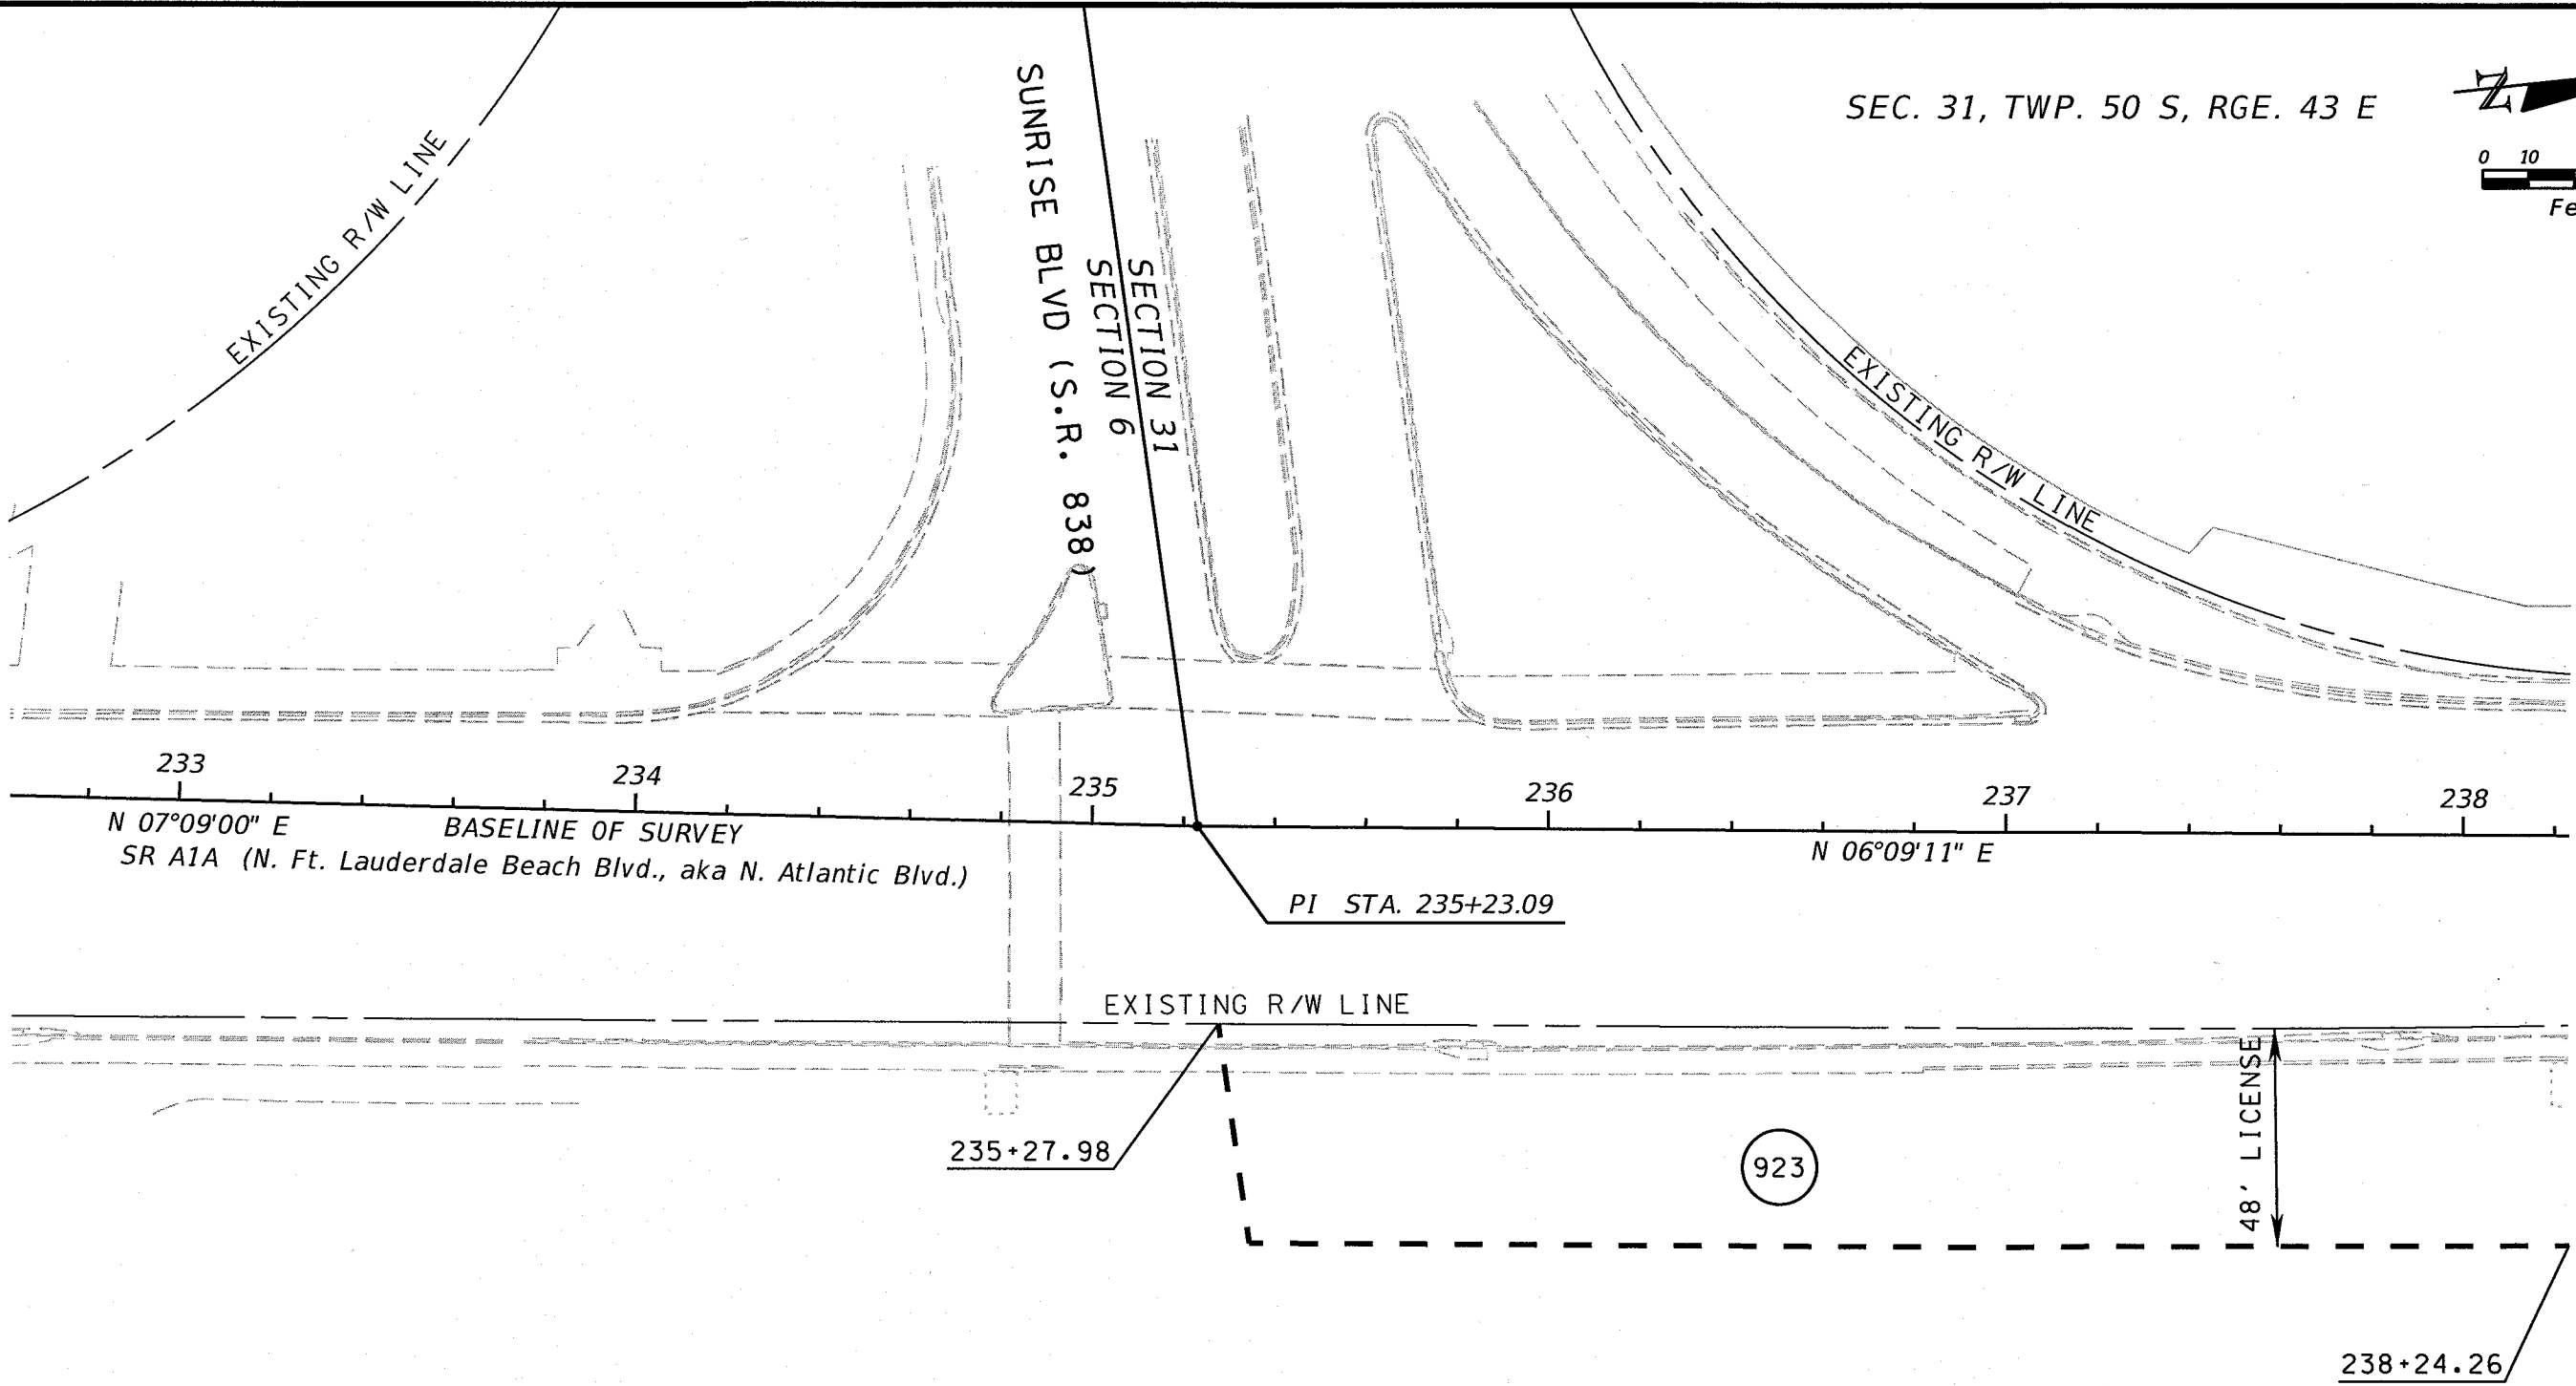 SEC. 31, TWP. 50 S, RGE. 43 E
N
0 10
Fe
EXISTING R/W LINE
SUNRISE BLVD (S.R. 838)
SECTION 31
SECTION 6
EXISTING R/W LINE
233
234
235
236
237
238
N 07°09'00" E
BASELINE OF SURVEY
N 06°09'11" E
SR A1A (N. Ft. Lauderdale Beach Blvd., aka N. Atlantic Blvd.)
PI STA. 235+23.09
EXISTING R/W LINE
235+27.98
923
48' LICENSE
238+24.26